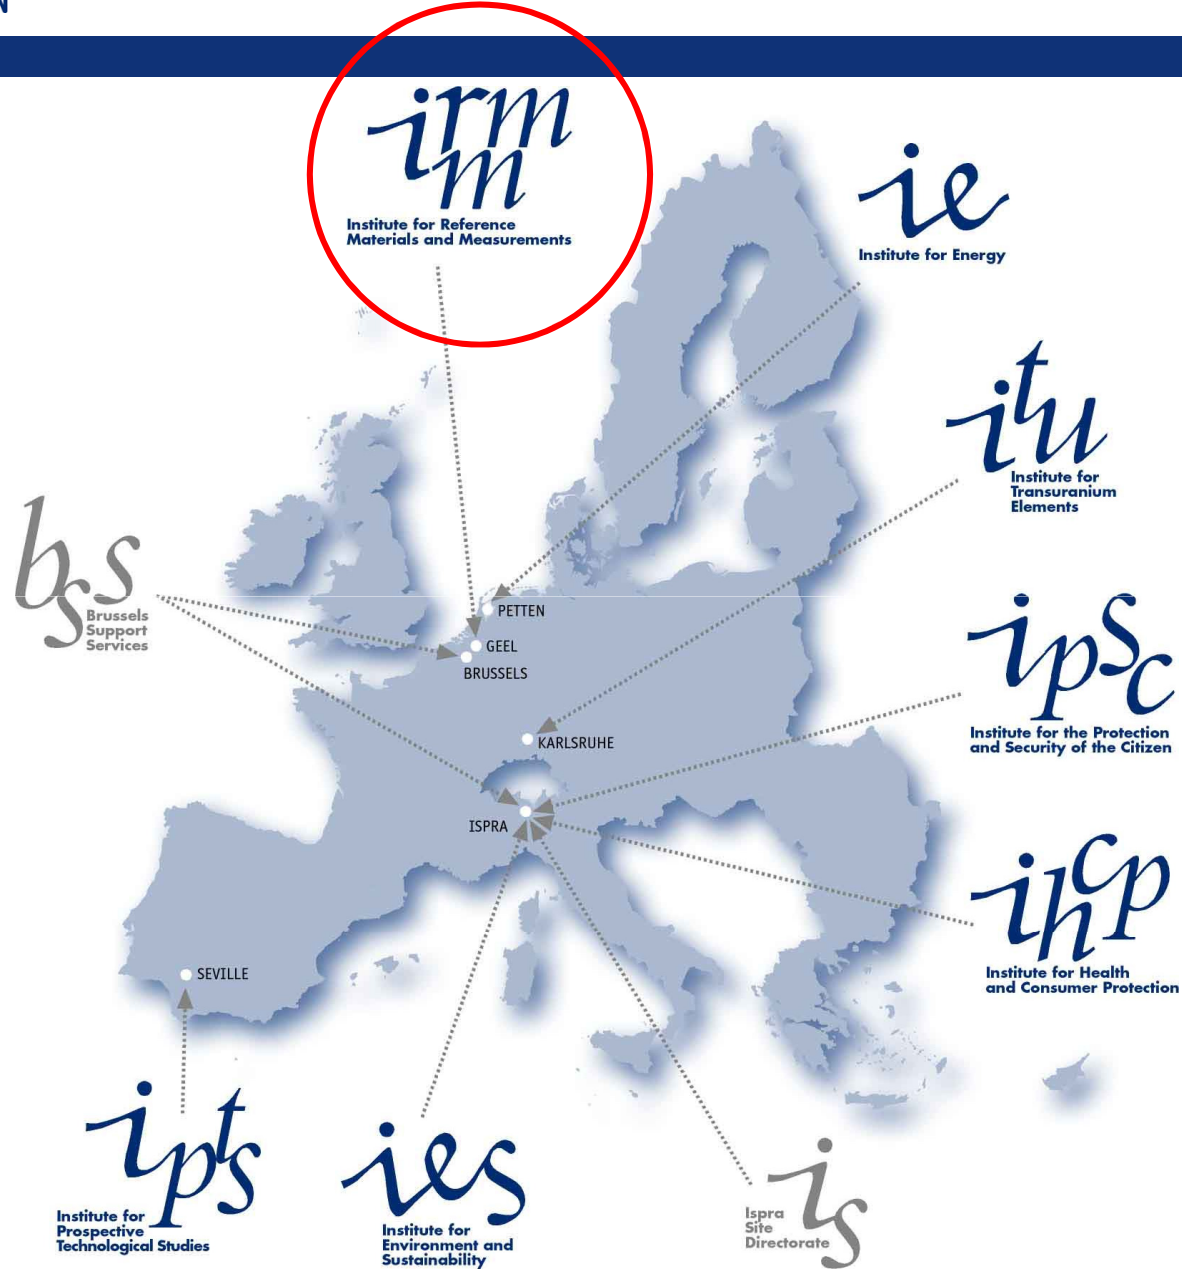 N
irmm
Institute for Reference
Materials and Measurements
ie
Institute for Energy
itu
Institute for
Transuranium
Elements
bss
Brussels
Support
Services
PETTEN
GEEL
BRUSSELS
ipsc
Institute for the Protection
and Security of the Citizen
KARLSRUHE
ISPRA
ihcp
Institute for Health
and Consumer Protection
SEVILLE
ipts
Institute for
Prospective
Technological Studies
ies
Institute for
Environment and
Sustainability
is
Ispra
Site
Directorate